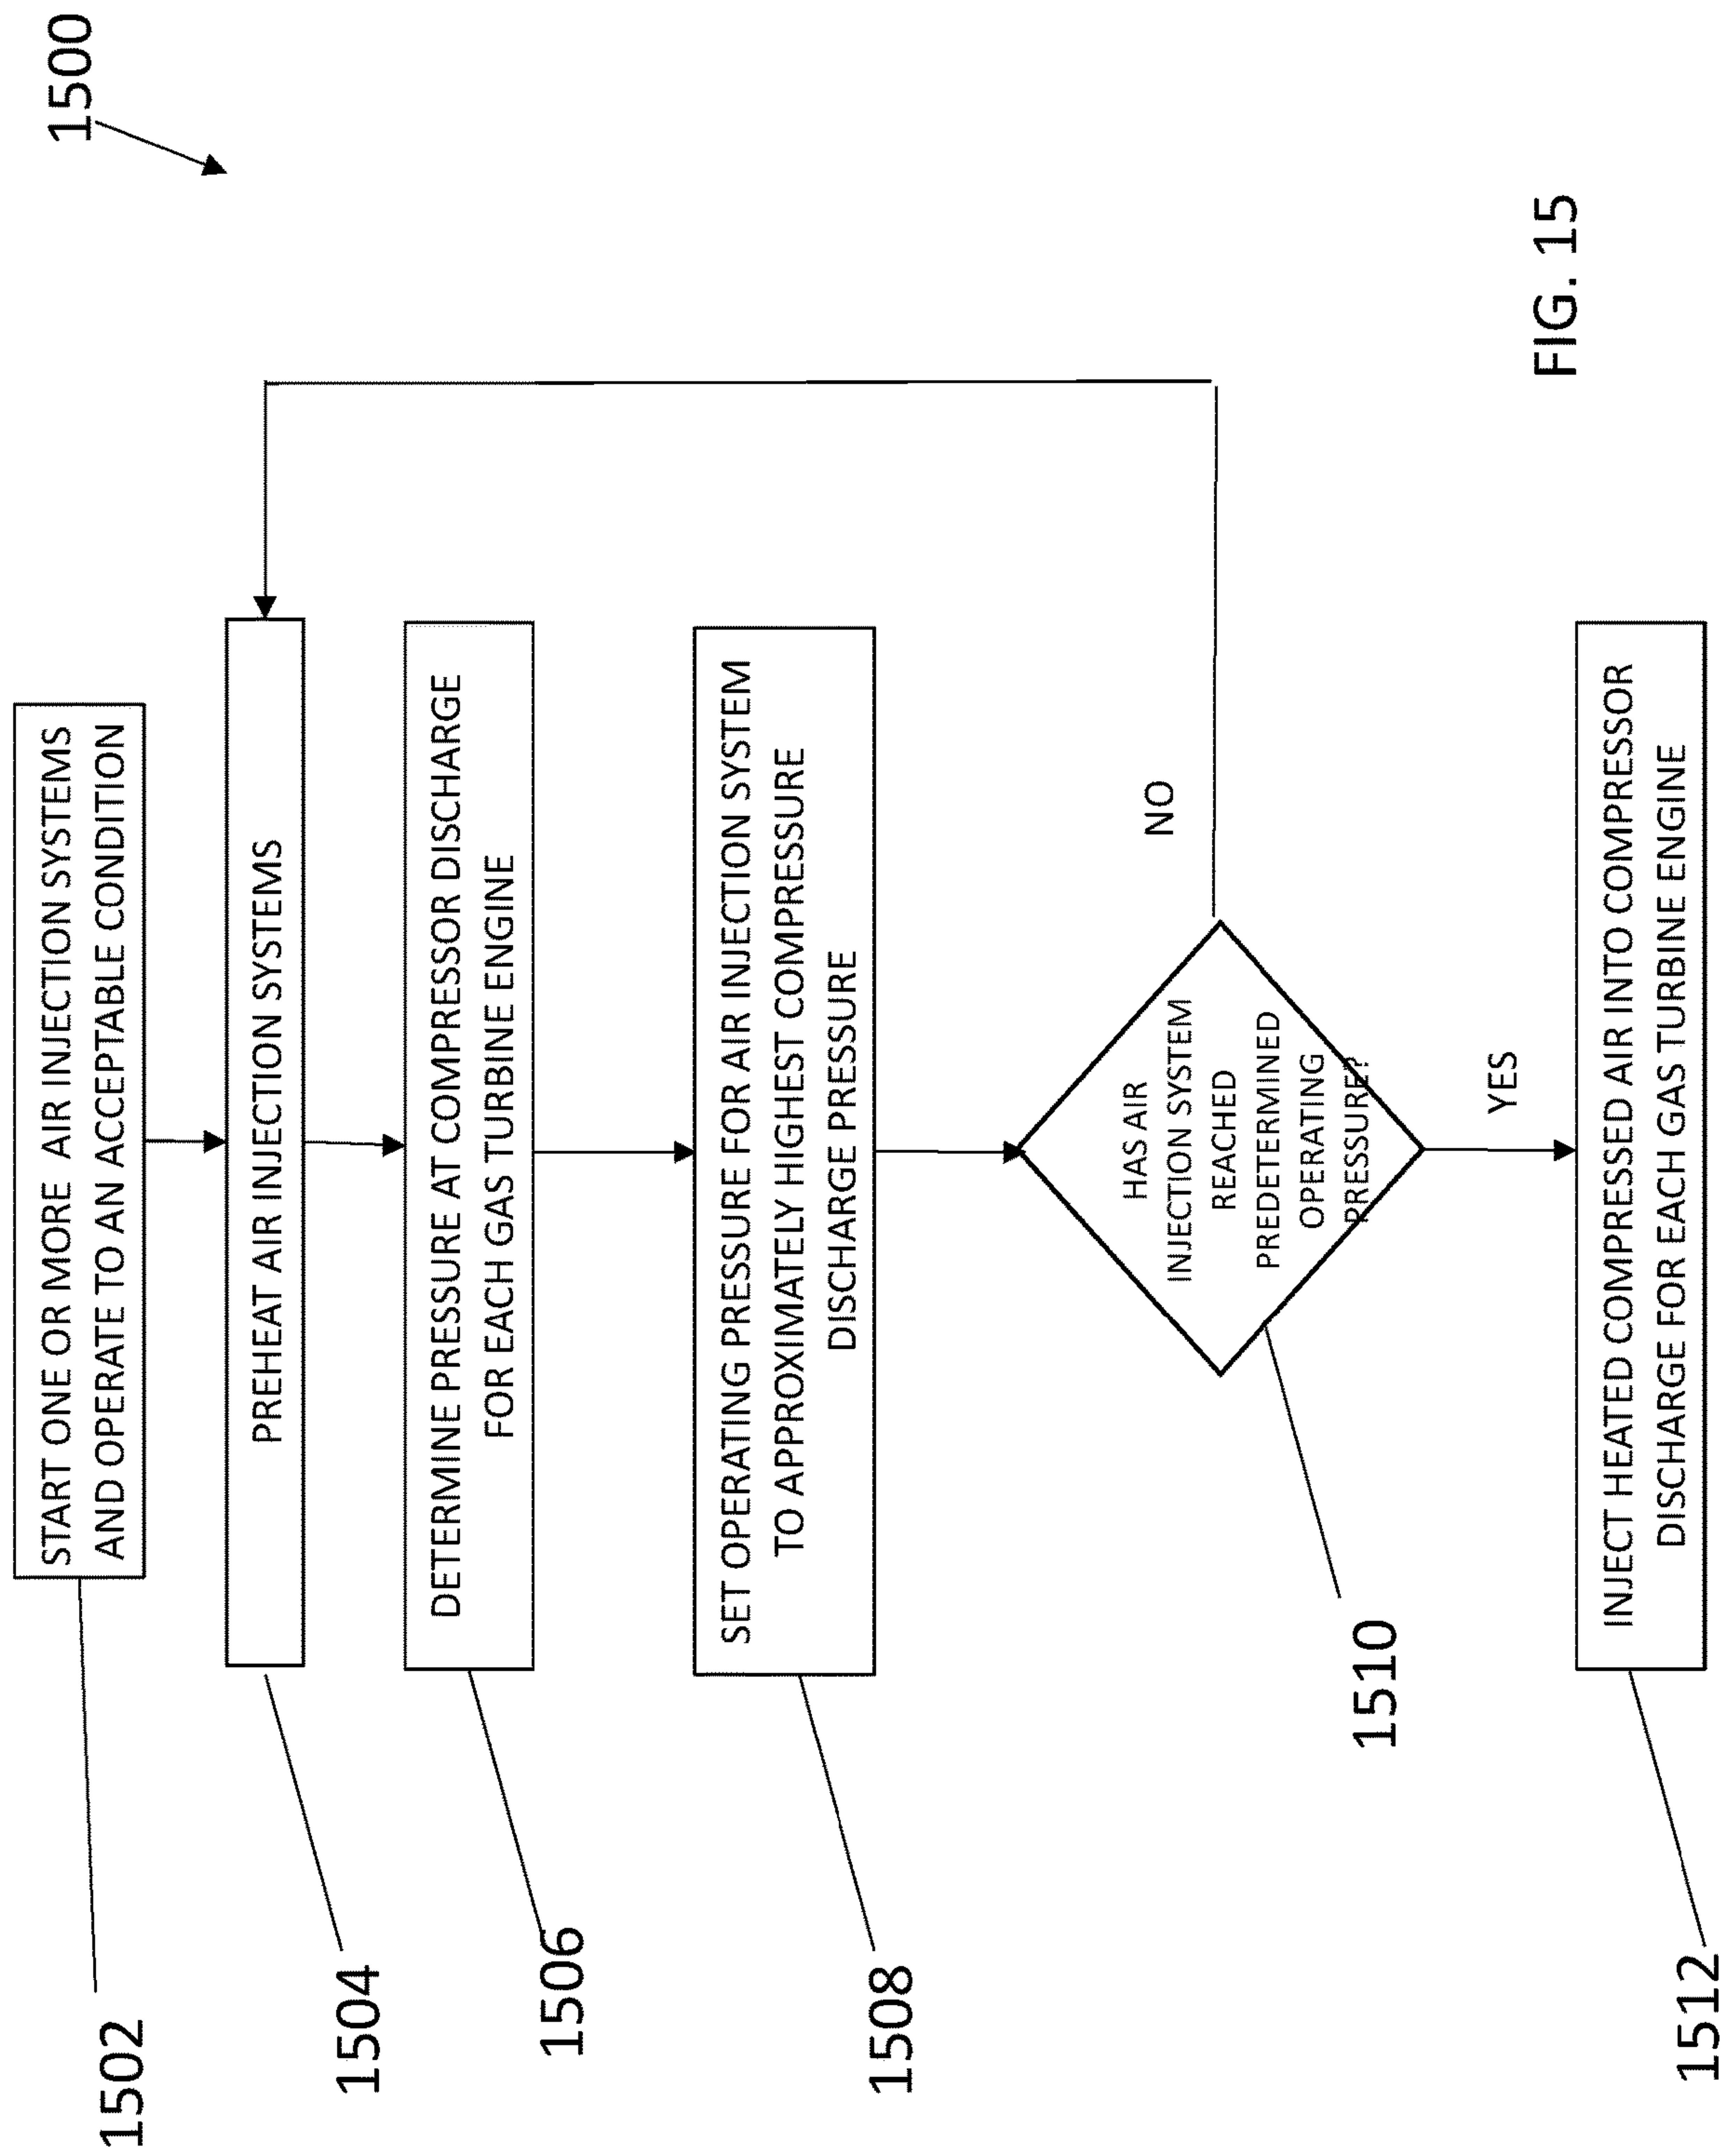 1500
1502
START ONE OR MORE AIR INJECTION SYSTEMS
AND OPERATE TO AN ACCEPTABLE CONDITION
1504
PREHEAT AIR INJECTION SYSTEMS
1506
DETERMINE PRESSURE AT COMPRESSOR DISCHARGE
FOR EACH GAS TURBINE ENGINE
1508
SET OPERATING PRESSURE FOR AIR INJECTION SYSTEM
TO APPROXIMATELY HIGHEST COMPRESSURE
DISCHARGE PRESSURE
1510
HAS AIR
INJECTION SYSTEM
REACHED
PREDETERMINED
OPERATING
PRESSURE?
NO
YES
1512
INJECT HEATED COMPRESSED AIR INTO COMPRESSOR
DISCHARGE FOR EACH GAS TURBINE ENGINE
FIG. 15